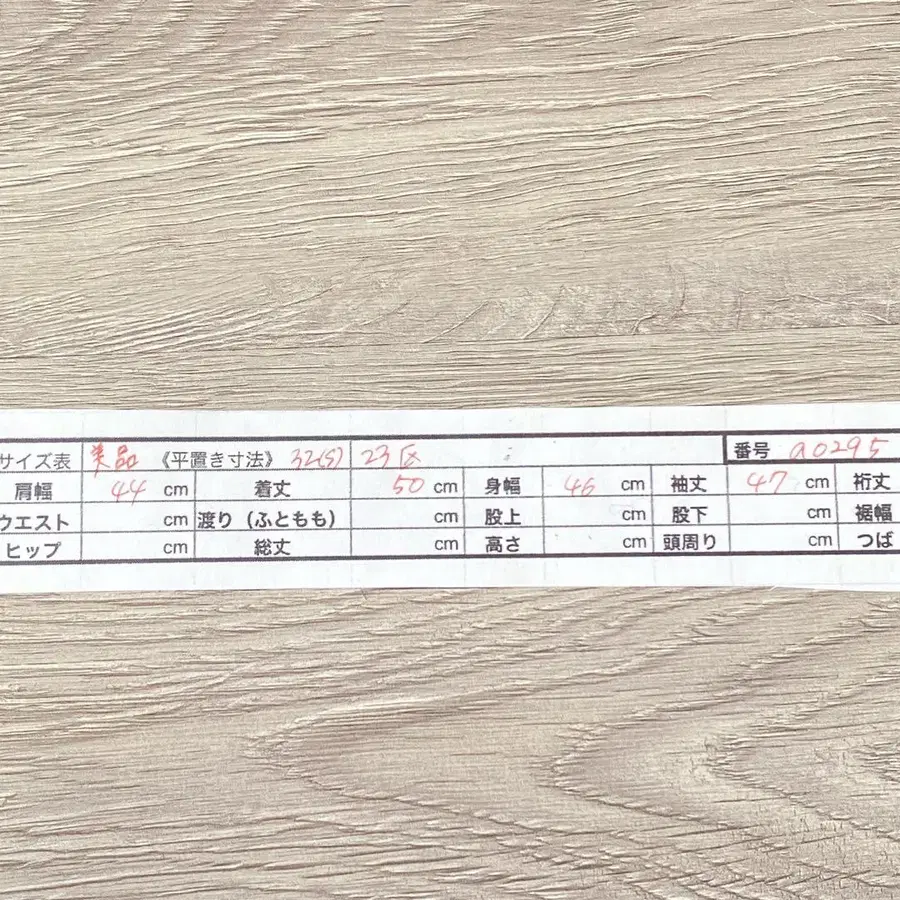 サイズ表 美品 《平置き寸法》 32(S) 23区 番号 a0295
肩幅 44 cm 着丈 50 cm 身幅 46 cm 袖丈 47 cm 裄丈
ウエスト cm 渡り（ふともも） cm 股上 cm 股下 cm 裾幅
ヒップ cm 総丈 cm 高さ cm 頭周り cm つば